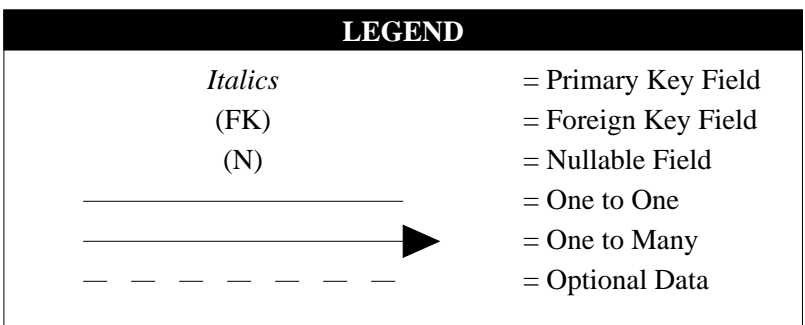 LEGEND
Italics = Primary Key Field
(FK) = Foreign Key Field
(N) = Nullable Field
= One to One
= One to Many
= Optional Data